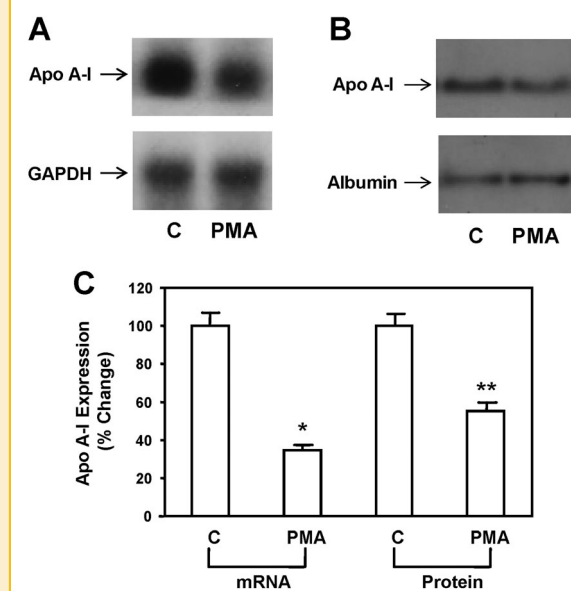 A
Apo A-I
GAPDH
C PMA
B
Apo A-I
Albumin
C PMA
C
Apo A-I Expression
(% Change)
120
100
80
60
40
20
0
*
**
C PMA C PMA
mRNA Protein